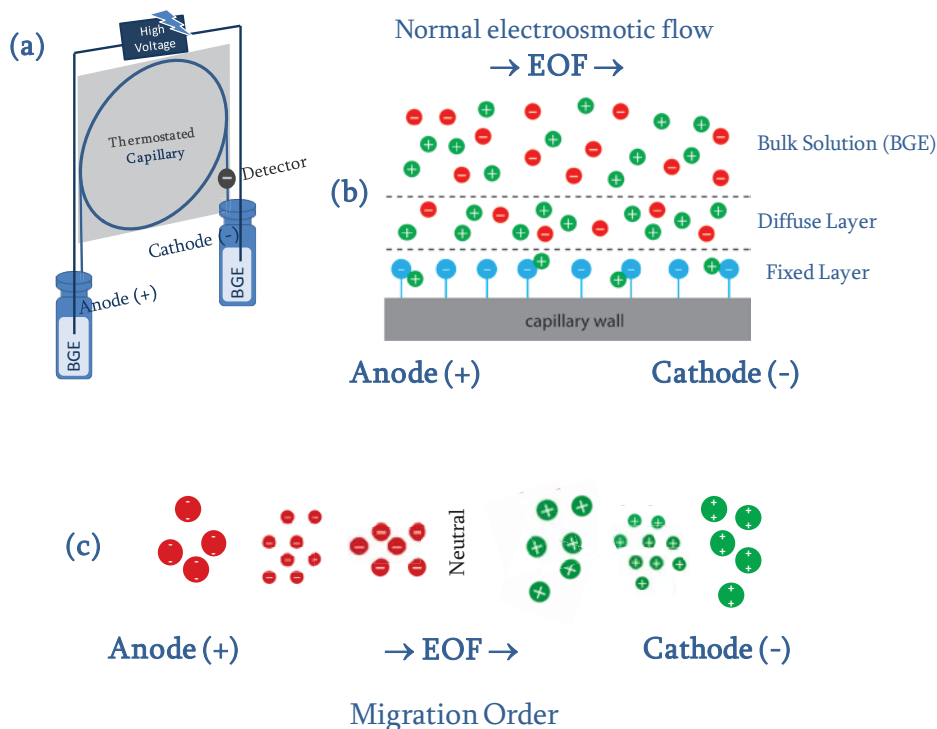 (a)
High
Voltage
Thermostated
Capillary
Detector
Cathode (-)
Anode (+)
BGE
BGE
Normal electroosmotic flow
→ EOF →
(b)
Bulk Solution (BGE)
Diffuse Layer
Fixed Layer
capillary wall
Anode (+)
Cathode (-)
(c)
Neutral
Anode (+)
→ EOF →
Cathode (-)
Migration Order